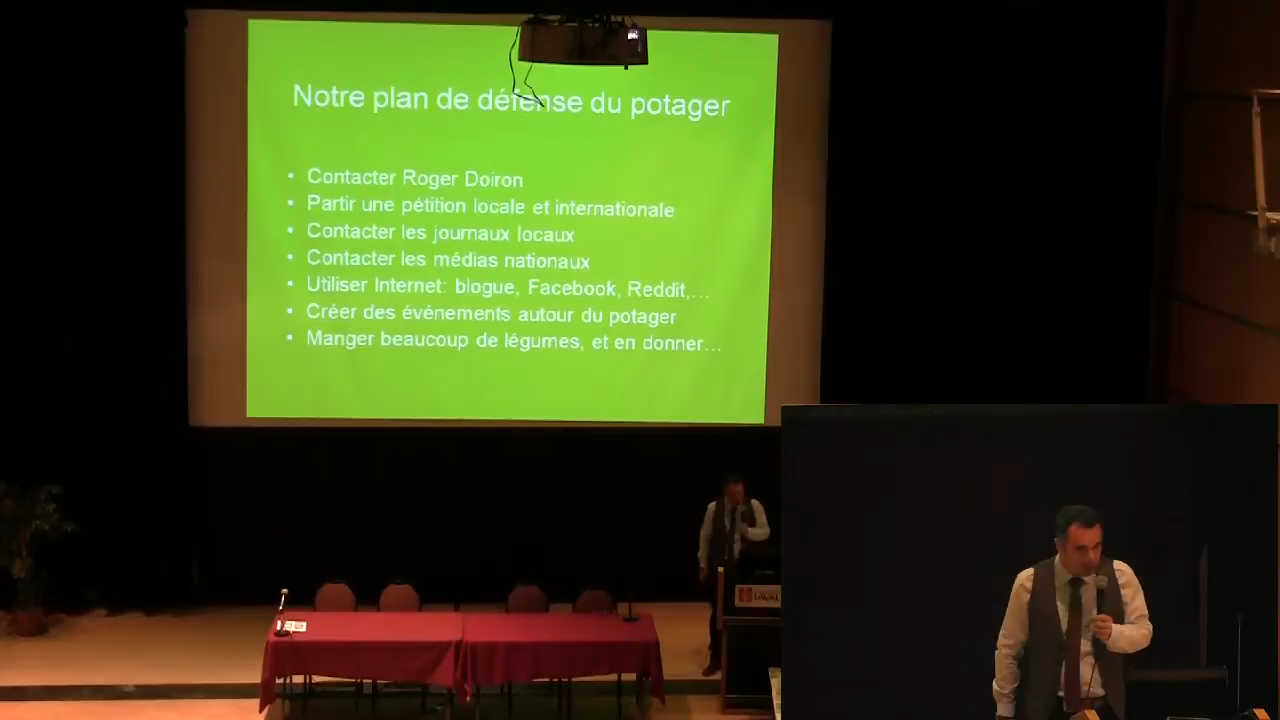 Notre plan de défense du potager
• Contacter Roger Doiron
• Partir une pétition locale et internationale
• Contacter les journaux locaux
• Contacter les médias nationaux
• Utiliser Internet: blogue, Facebook, Reddit,...
• Créer des événements autour du potager
• Manger beaucoup de légumes, et en donner...
LAVAL